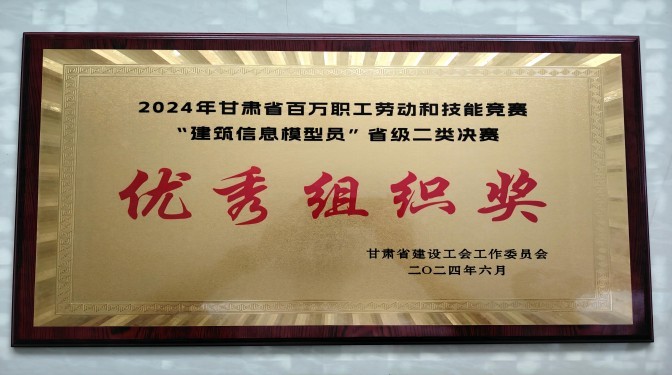 2024年甘肃省百万职工劳动和技能竞赛
“建筑信息模型员”省级二类决赛
优秀组织奖
甘肃省建设工会工作委员会
二〇二四年六月